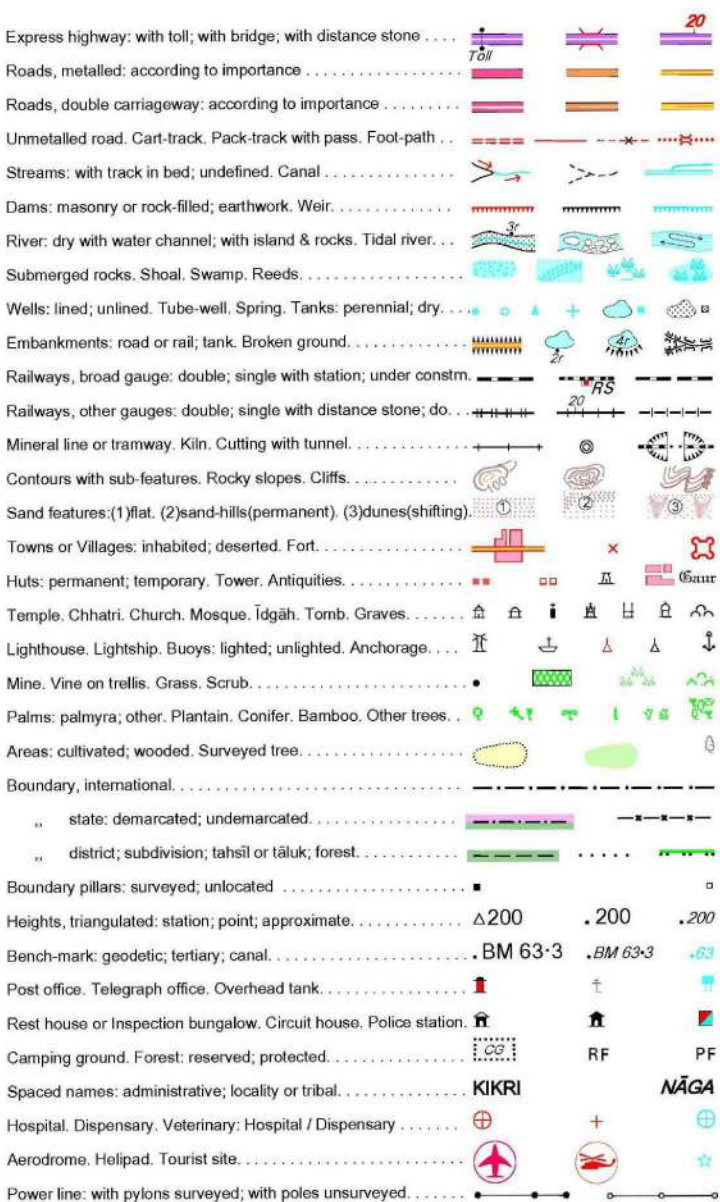 20
Express highway: with toll; with bridge; with distance stone . . . .
Toll
Roads, metalled: according to importance . . . . . . . . . . . . . . . . .
Roads, double carriageway: according to importance . . . . . . . . . .
Unmetalled road. Cart-track. Pack-track with pass. Foot-path . .
Streams: with track in bed; undefined. Canal . . . . . . . . . . . . . . .
Dams: masonry or rock-filled; earthwork. Weir. . . . . . . . . . . . . .
River: dry with water channel; with island & rocks. Tidal river. . . 3r
Submerged rocks. Shoal. Swamp. Reeds. . . . . . . . . . . . . . . . . .
Wells: lined; unlined. Tube-well. Spring. Tanks: perennial; dry. . . .
Embankments: road or rail; tank. Broken ground. . . . . . . . . . . . . 2r 4r
Railways, broad gauge: double; single with station; under constrn. RS
Railways, other gauges: double; single with distance stone; do. . . 20
Mineral line or tramway. Kiln. Cutting with tunnel. . . . . . . . . . . . .
Contours with sub-features. Rocky slopes. Cliffs. . . . . . . . . . . . .
Sand features:(1)flat. (2)sand-hills(permanent). (3)dunes(shifting). 1 2 3
Towns or Villages: inhabited; deserted. Fort. . . . . . . . . . . . . . . .
Huts: permanent; temporary. Tower. Antiquities. . . . . . . . . . . . . Gaur
Temple. Chhatri. Church. Mosque. Īdgāh. Tomb. Graves. . . . . . .
Lighthouse. Lightship. Buoys: lighted; unlighted. Anchorage. . . . .
Mine. Vine on trellis. Grass. Scrub. . . . . . . . . . . . . . . . . . . . . .
Palms: palmyra; other. Plantain. Conifer. Bamboo. Other trees. . .
Areas: cultivated; wooded. Surveyed tree. . . . . . . . . . . . . . . . .
Boundary, international. . . . . . . . . . . . . . . . . . . . . . . . . . . .
,, state: demarcated; undemarcated. . . . . . . . . . . . . . . . .
,, district; subdivision; tahsīl or tāluk; forest. . . . . . . . . . . .
Boundary pillars: surveyed; unlocated . . . . . . . . . . . . . . . . . .
Heights, triangulated: station; point; approximate. . . . . . . . . . . △200 .200 .200
Bench-mark: geodetic; tertiary; canal. . . . . . . . . . . . . . . . . . . .BM 63·3 .BM 63·3 .63
Post office. Telegraph office. Overhead tank. . . . . . . . . . . . . . .
Rest house or Inspection bungalow. Circuit house. Police station.
Camping ground. Forest: reserved; protected. . . . . . . . . . . . . . CG RF PF
Spaced names: administrative; locality or tribal. . . . . . . . . . . . . KIKRI NĀGA
Hospital. Dispensary. Veterinary: Hospital / Dispensary . . . . . . .
Aerodrome. Helipad. Tourist site. . . . . . . . . . . . . . . . . . . . . . .
Power line: with pylons surveyed; with poles unsurveyed. . . . . . .